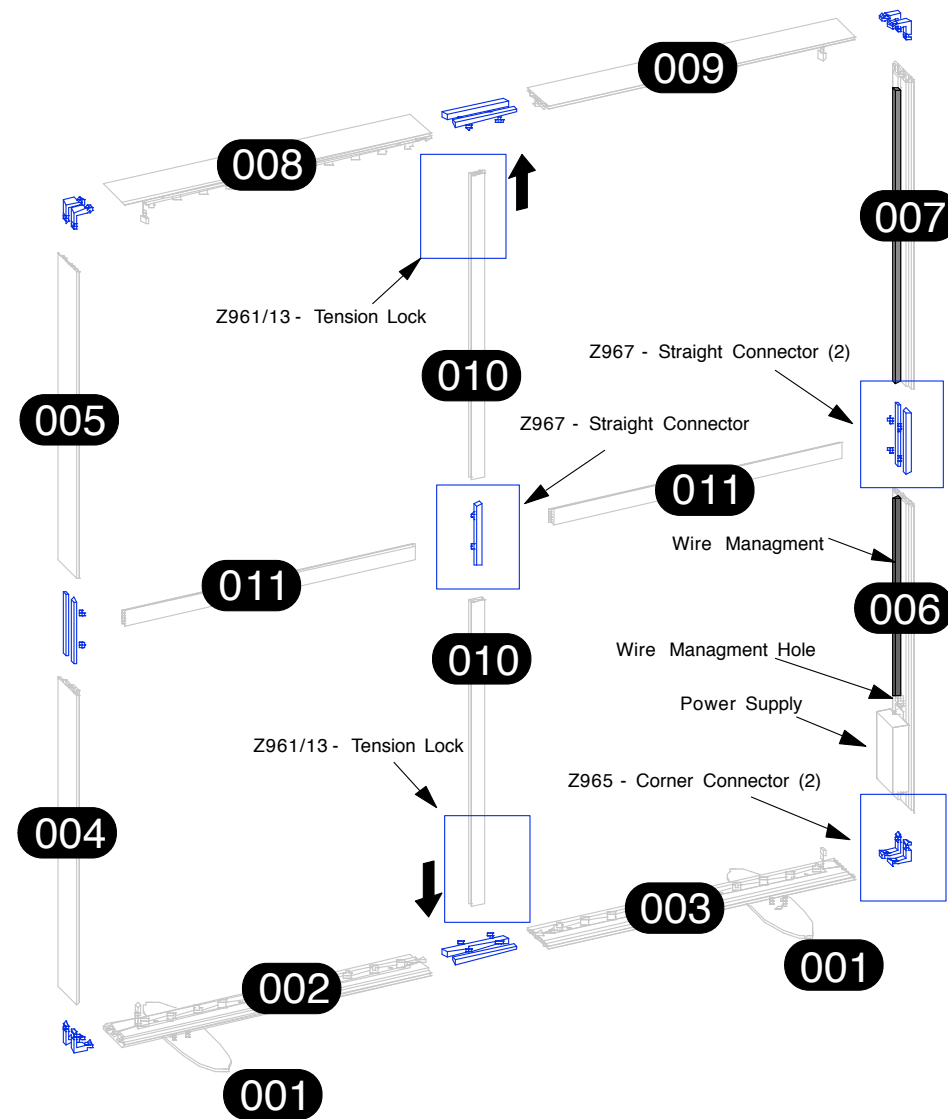 009
008
007
Z961/13 - Tension Lock
Z967 - Straight Connector (2)
010
005
Z967 - Straight Connector
011
Wire Managment
011
006
010
Wire Managment Hole
Power Supply
Z961/13 - Tension Lock
Z965 - Corner Connector (2)
004
003
001
002
001